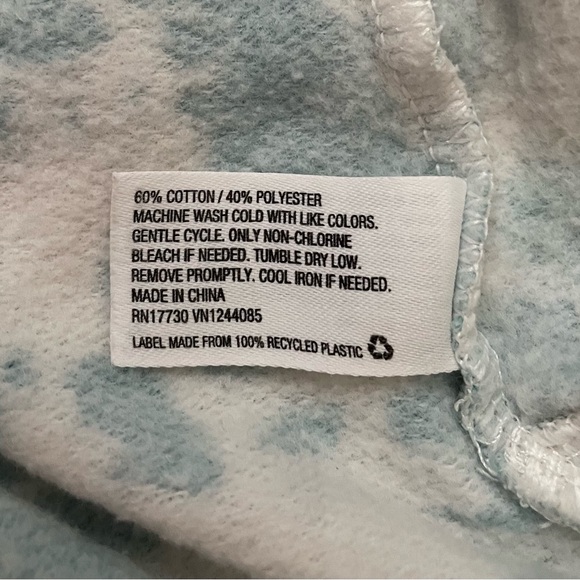 60% COTTON / 40% POLYESTER
MACHINE WASH COLD WITH LIKE COLORS.
GENTLE CYCLE. ONLY NON-CHLORINE
BLEACH IF NEEDED. TUMBLE DRY LOW.
REMOVE PROMPTLY. COOL IRON IF NEEDED.
MADE IN CHINA
RN17730 VN1244085
LABEL MADE FROM 100% RECYCLED PLASTIC